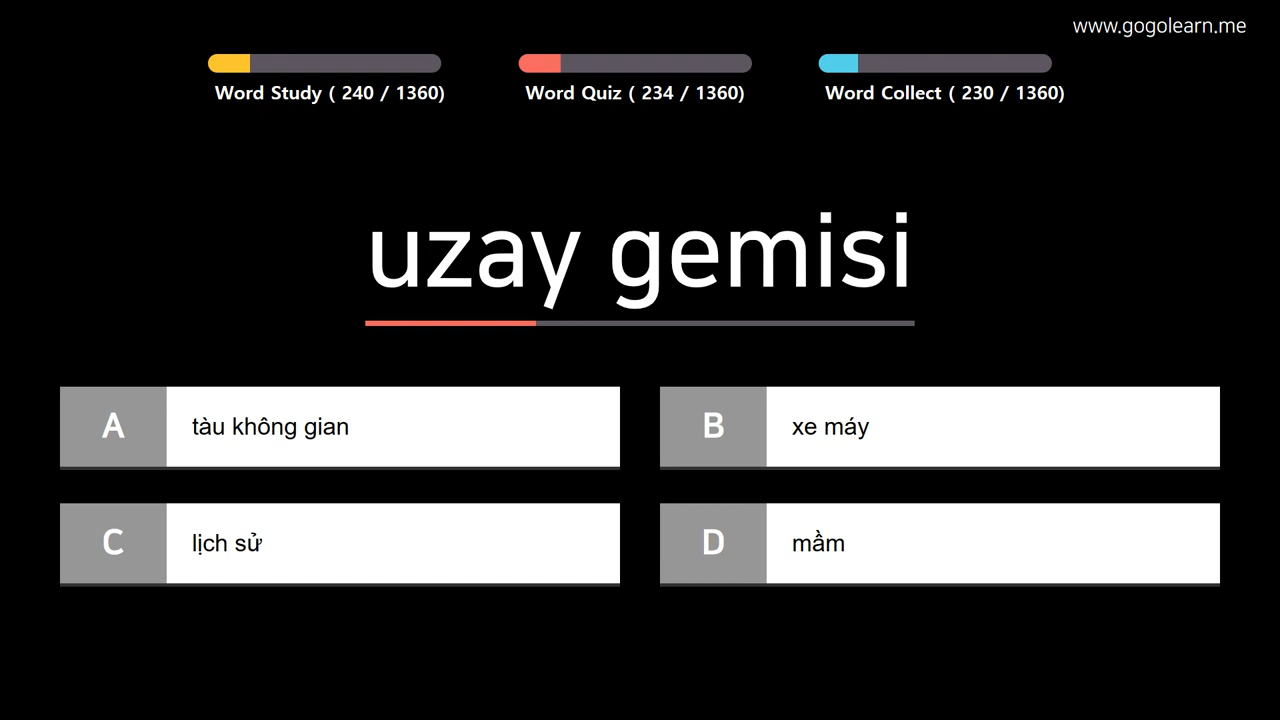 www.gogolearn.me
Word Study ( 240 / 1360)
Word Quiz ( 234 / 1360)
Word Collect ( 230 / 1360)
uzay gemisi
A
tàu không gian
B
xe máy
C
lịch sử
D
mầm